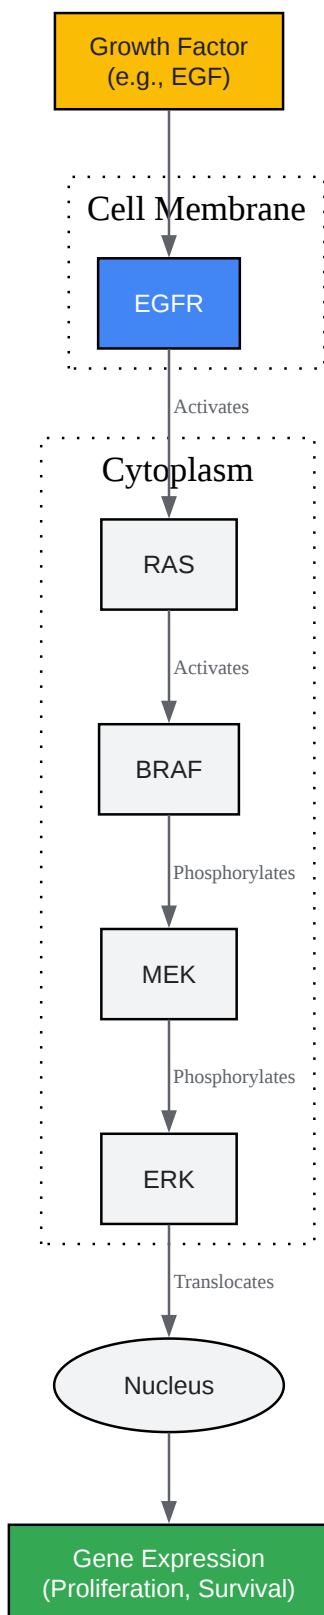 Growth Factor
(e.g., EGF)
Cell Membrane
EGFR
Activates
Cytoplasm
RAS
Activates
BRAF
Phosphorylates
MEK
Phosphorylates
ERK
Translocates
Nucleus
Gene Expression
(Proliferation, Survival)